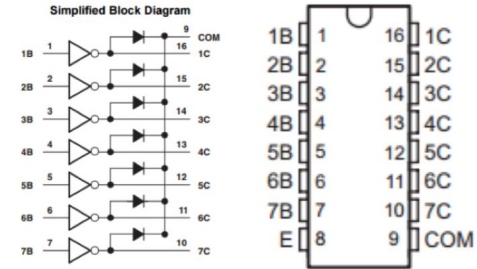 Simplified Block Diagram
9 COM
1B 1 16 1C
2B 2 15 2C
3B 3 14 3C
4B 4 13 4C
5B 5 12 5C
6B 6 11 6C
7B 7 10 7C
1B 1 16 1C
2B 2 15 2C
3B 3 14 3C
4B 4 13 4C
5B 5 12 5C
6B 6 11 6C
7B 7 10 7C
E 8 9 COM